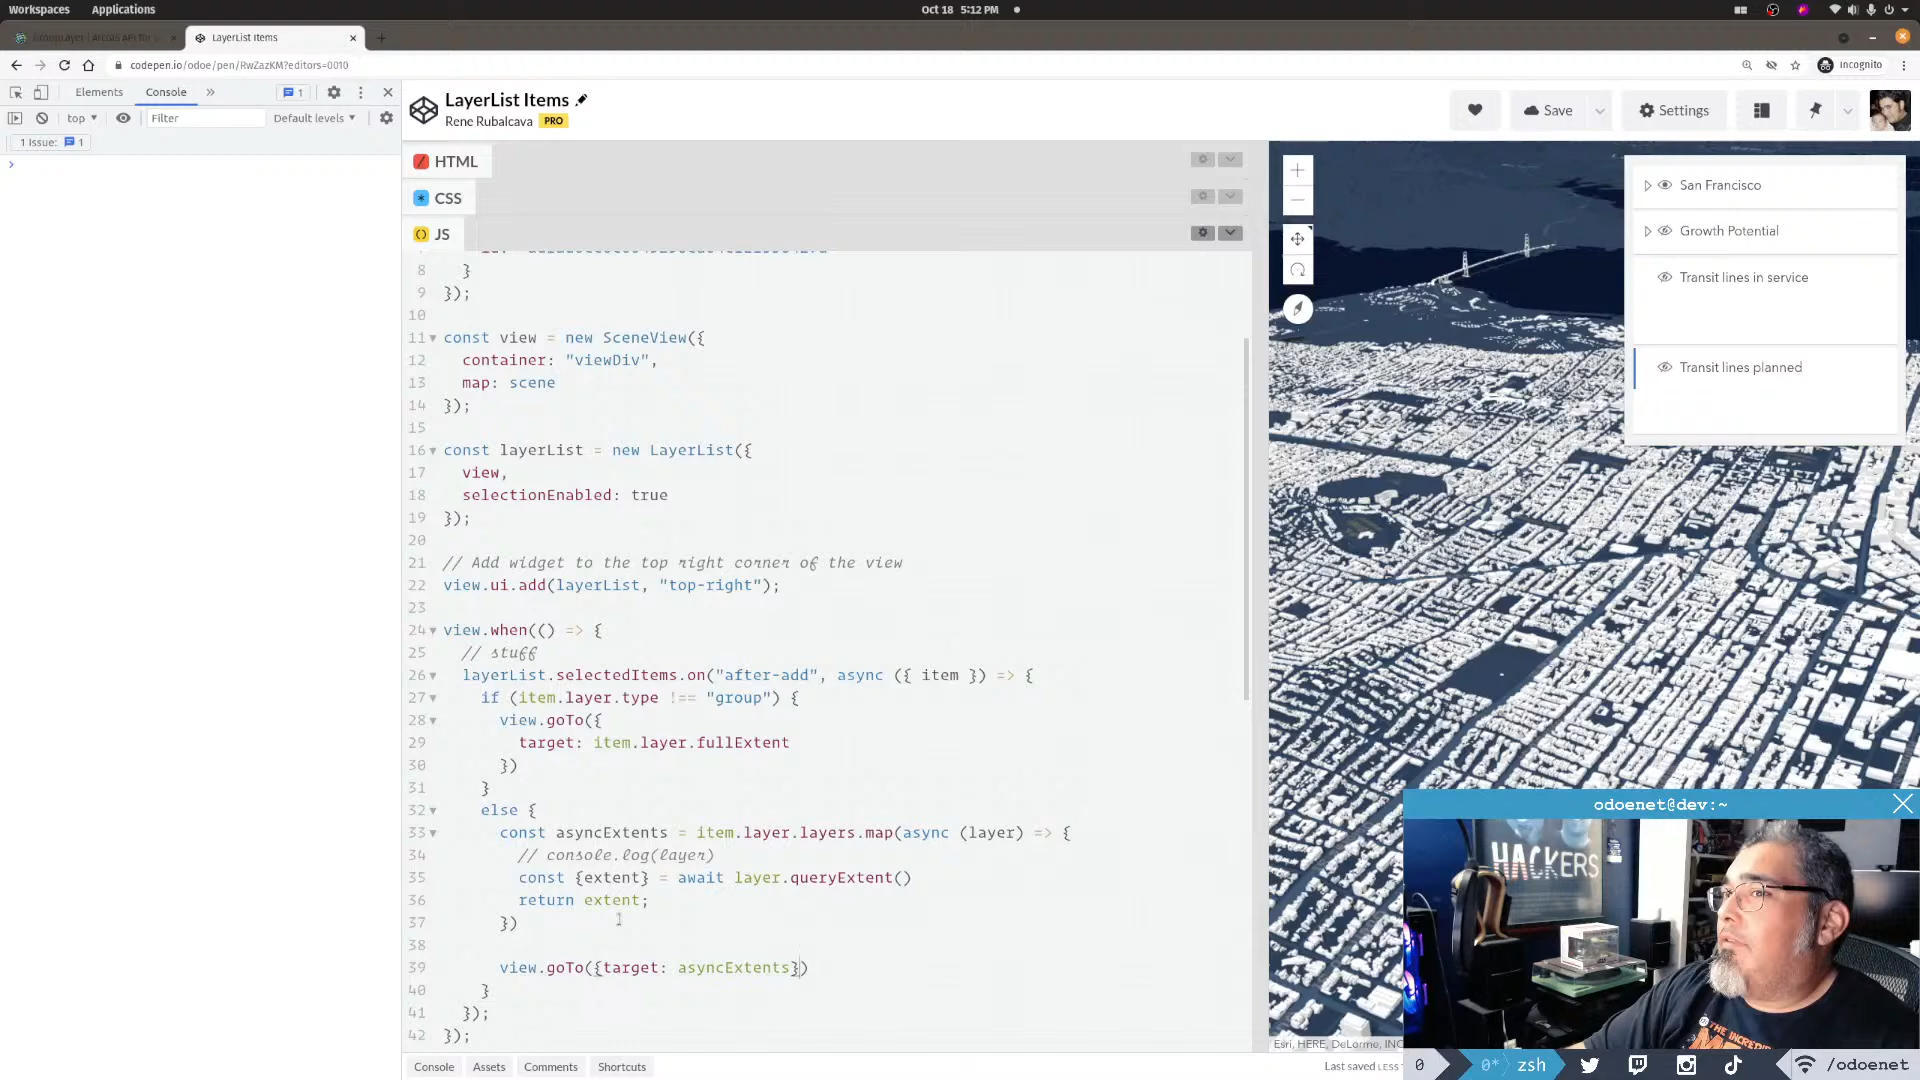 Workspaces Applications
Oct 18 5:12 PM
GroupLayer | ArcGIS API for
LayerList Items
codepen.io/odoe/pen/RwZazKM?editors=0010
Incognito
Elements Console » 1
top Filter Default levels
1 Issue: 1
LayerList Items
Rene Rubalcava PRO
Save Settings
HTML
CSS
JS
8 }
9 });
10
11 const view = new SceneView({
12 container: "viewDiv",
13 map: scene
14 });
15
16 const layerList = new LayerList({
17 view,
18 selectionEnabled: true
19 });
20
21 // Add widget to the top right corner of the view
22 view.ui.add(layerList, "top-right");
23
24 view.when(() => {
25 // stuff
26 layerList.selectedItems.on("after-add", async ({ item }) => {
27 if (item.layer.type !== "group") {
28 view.goTo({
29 target: item.layer.fullExtent
30 })
31 }
32 else {
33 const asyncExtents = item.layer.layers.map(async (layer) => {
34 // console.log(layer)
35 const {extent} = await layer.queryExtent()
36 return extent;
37 })
38
39 view.goTo({target: asyncExtents})
40 }
41 });
42 });
San Francisco
Growth Potential
Transit lines in service
Transit lines planned
odoenet@dev:~
HACKERS
THE INCREDIBLE
Esri, HERE, DeLorme, INC
Console Assets Comments Shortcuts
Last saved LESS
0 0* zsh /odoenet